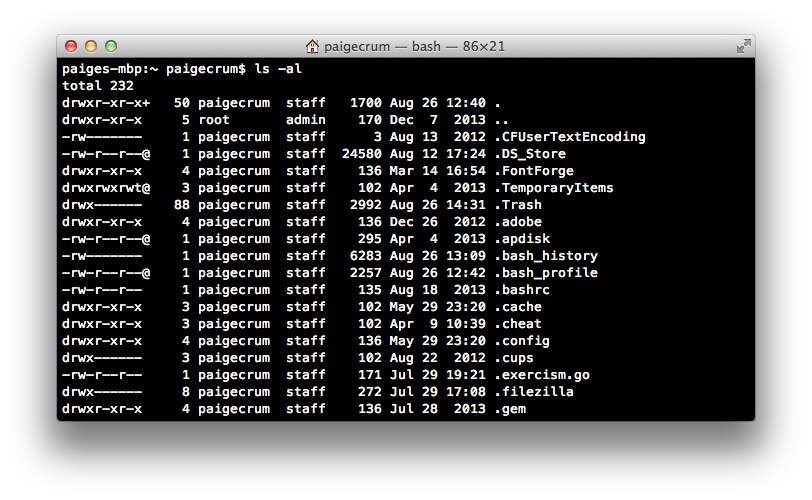 paigecrum — bash — 86×21
paiges-mbp:~ paigecrum$ ls -al
total 232
drwxr-xr-x+  50 paigecrum  staff   1700 Aug 26 12:40 .
drwxr-xr-x    5 root       admin    170 Dec  7  2013 ..
-rw-------    1 paigecrum  staff      3 Aug 13  2012 .CFUserTextEncoding
-rw-r--r--@   1 paigecrum  staff  24580 Aug 12 17:24 .DS_Store
drwxr-xr-x    4 paigecrum  staff    136 Mar 14 16:54 .FontForge
drwxrwxrwt@   3 paigecrum  staff    102 Apr  4  2013 .TemporaryItems
drwx------   88 paigecrum  staff   2992 Aug 26 14:31 .Trash
drwxr-xr-x    4 paigecrum  staff    136 Dec 26  2012 .adobe
-rw-r--r--@   1 paigecrum  staff    295 Apr  4  2013 .apdisk
-rw-------    1 paigecrum  staff   6283 Aug 26 13:09 .bash_history
-rw-r--r--@   1 paigecrum  staff   2257 Aug 26 12:42 .bash_profile
-rw-r--r--    1 paigecrum  staff    135 Aug 18  2013 .bashrc
drwxr-xr-x    3 paigecrum  staff    102 May 29 23:20 .cache
drwxr-xr-x    3 paigecrum  staff    102 Apr  9 10:39 .cheat
drwxr-xr-x    4 paigecrum  staff    136 May 29 23:20 .config
drwx------    3 paigecrum  staff    102 Aug 22  2012 .cups
-rw-r--r--    1 paigecrum  staff    171 Jul 29 19:21 .exercism.go
drwx------    8 paigecrum  staff    272 Jul 29 17:08 .filezilla
drwxr-xr-x    4 paigecrum  staff    136 Jul 28  2013 .gem